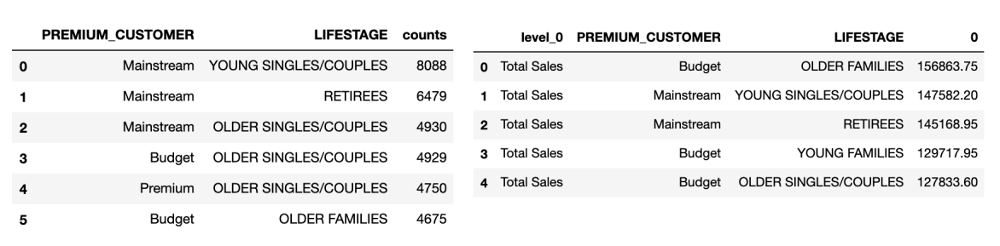 PREMIUM_CUSTOMER LIFESTAGE counts
0 Mainstream YOUNG SINGLES/COUPLES 8088
1 Mainstream RETIREES 6479
2 Mainstream OLDER SINGLES/COUPLES 4930
3 Budget OLDER SINGLES/COUPLES 4929
4 Premium OLDER SINGLES/COUPLES 4750
5 Budget OLDER FAMILIES 4675
level_0 PREMIUM_CUSTOMER LIFESTAGE 0
0 Total Sales Budget OLDER FAMILIES 156863.75
1 Total Sales Mainstream YOUNG SINGLES/COUPLES 147582.20
2 Total Sales Mainstream RETIREES 145168.95
3 Total Sales Budget YOUNG FAMILIES 129717.95
4 Total Sales Budget OLDER SINGLES/COUPLES 127833.60